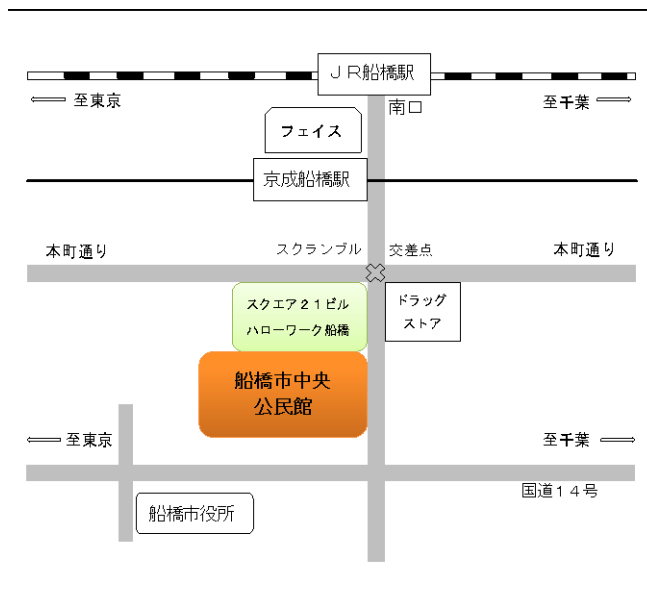 ＪＲ船橋駅
至東京
南口
至千葉
フェイス
京成船橋駅
本町通り
スクランブル
交差点
本町通り
スクエア２１ビル
ハローワーク船橋
ドラッグ
ストア
船橋市中央
公民館
至東京
至千葉
国道１４号
船橋市役所